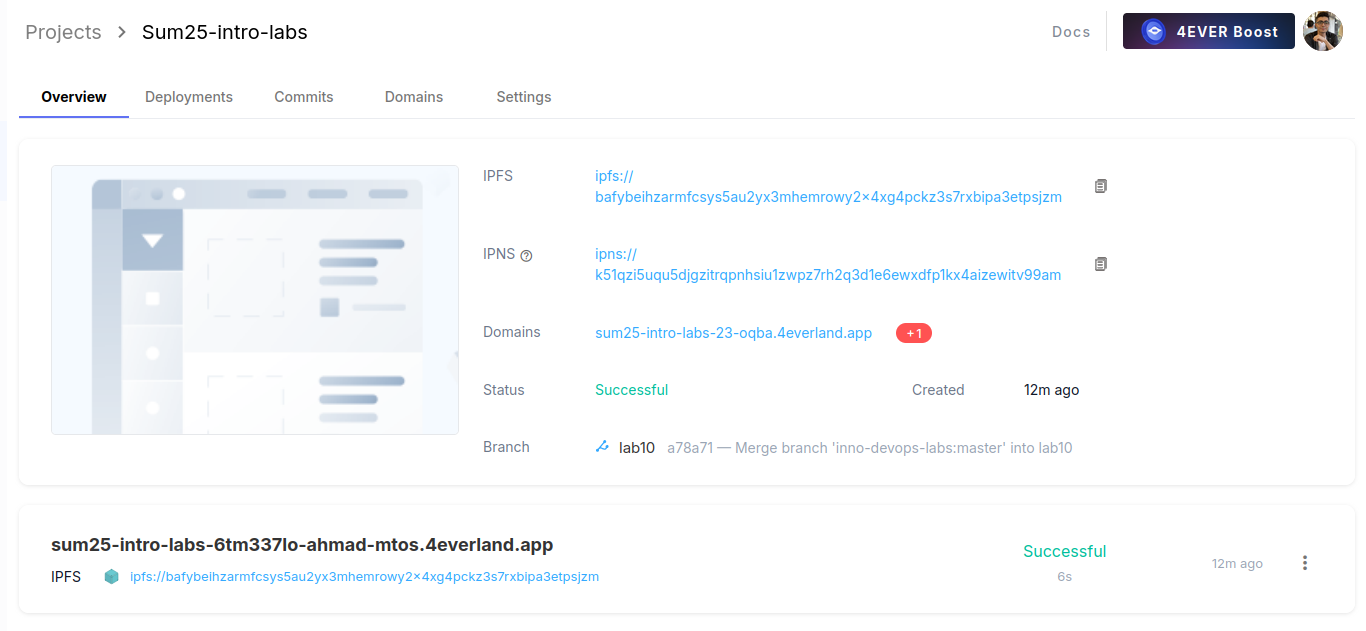 Projects > Sum25-intro-labs
Docs
4EVER Boost
Overview Deployments Commits Domains Settings
IPFS
ipfs://
bafybeihzarmfcsys5au2yx3mhemrowy2x4xg4pckz3s7rxbipa3etpsjzm
IPNS
ipns://
k51qzi5uqu5djgzitrqpnhsiu1zwpz7rh2q3d1e6ewxdfp1kx4aizewitv99am
Domains sum25-intro-labs-23-oqba.4everland.app +1
Status Successful Created 12m ago
Branch lab10 a78a71 — Merge branch 'inno-devops-labs:master' into lab10
sum25-intro-labs-6tm337lo-ahmad-mtos.4everland.app
IPFS ipfs://bafybeihzarmfcsys5au2yx3mhemrowy2x4xg4pckz3s7rxbipa3etpsjzm
Successful
6s
12m ago